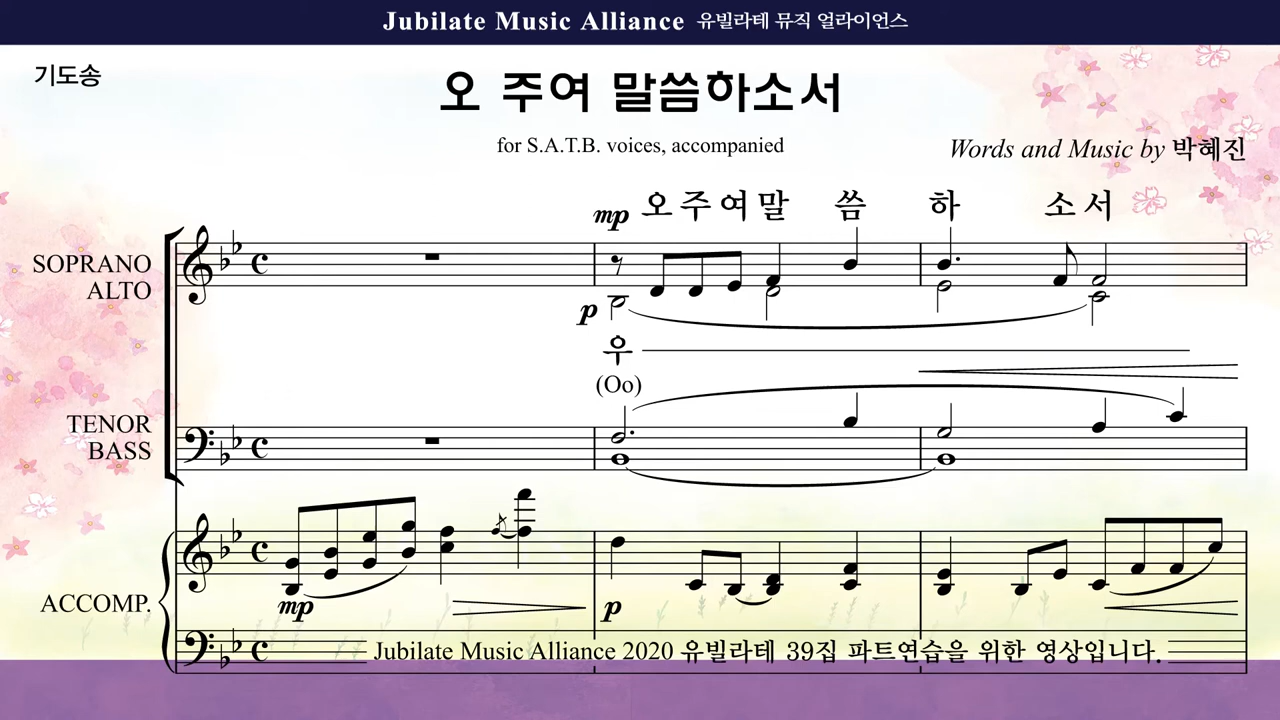 Jubilate Music Alliance 유빌라테 뮤직 얼라이언스
기도송
오 주여 말씀하소서
for S.A.T.B. voices, accompanied
Words and Music by 박혜진
mp 오 주 여 말 씀 하 소 서
SOPRANO
ALTO
p
우
(Oo)
TENOR
BASS
ACCOMP.
mp p
Jubilate Music Alliance 2020 유빌라테 39집 파트연습을 위한 영상입니다.